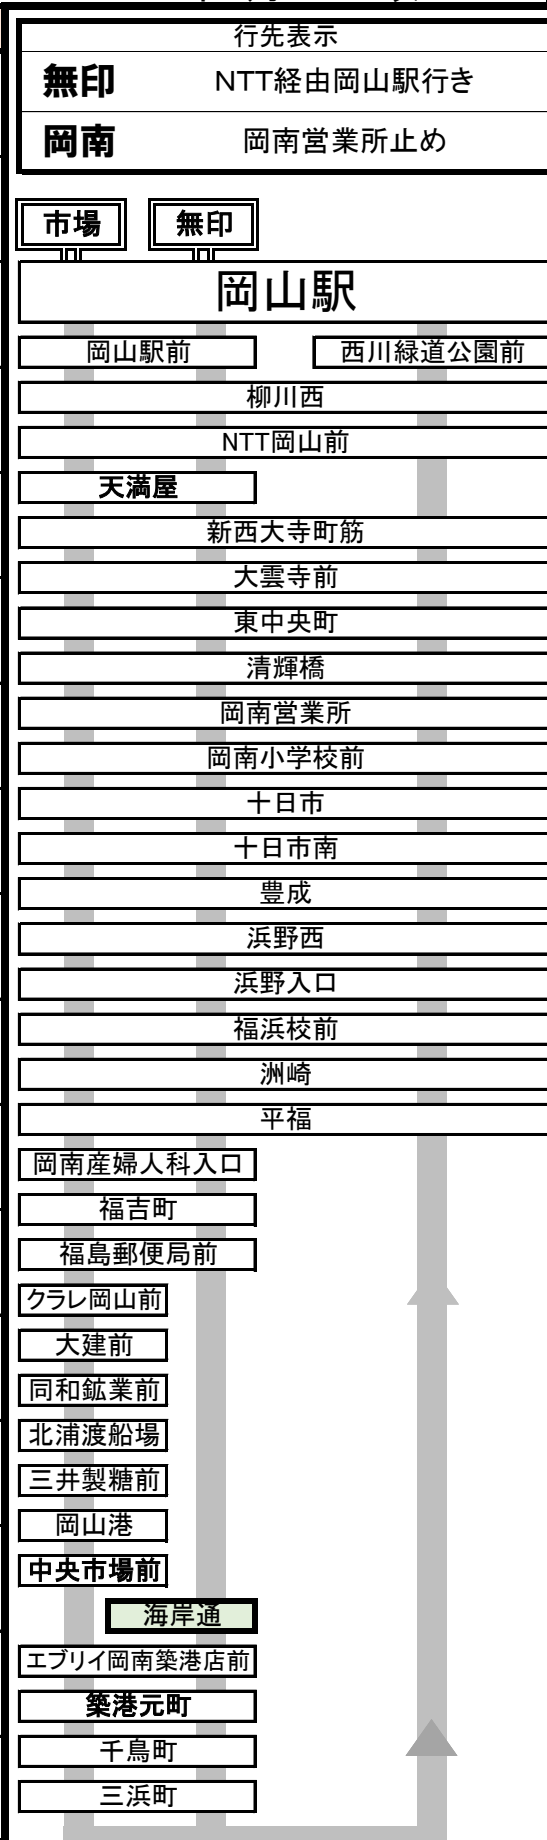 行先表示
無印 NTT経由岡山駅行き
岡南 岡南営業所止め
市場 無印
岡山駅
岡山駅前 西川緑道公園前
柳川西
NTT岡山前
天満屋
新西大寺町筋
大雲寺前
東中央町
清輝橋
岡南営業所
岡南小学校前
十日市
十日市南
豊成
浜野西
浜野入口
福浜校前
洲崎
平福
岡南産婦人科入口
福吉町
福島郵便局前
クラレ岡山前
大建前
同和鉱業前
北浦渡船場
三井製糖前
岡山港
中央市場前
海岸通
エブリイ岡南築港店前
築港元町
千鳥町
三浜町